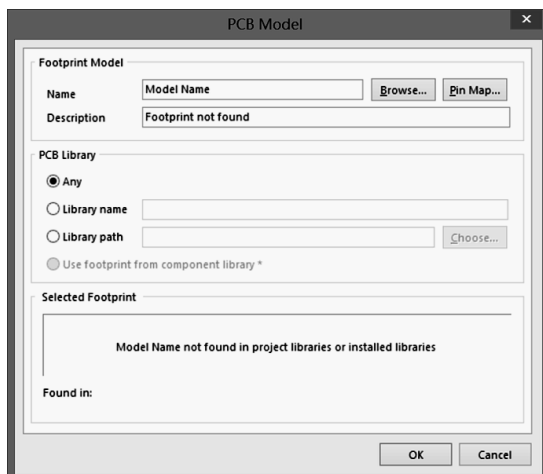 PCB Model
×
Footprint Model
Name
Model Name
Browse...
Pin Map...
Description
Footprint not found
PCB Library
Any
Library name
Library path
Choose...
Use footprint from component library *
Selected Footprint
Model Name not found in project libraries or installed libraries
Found in:
OK
Cancel